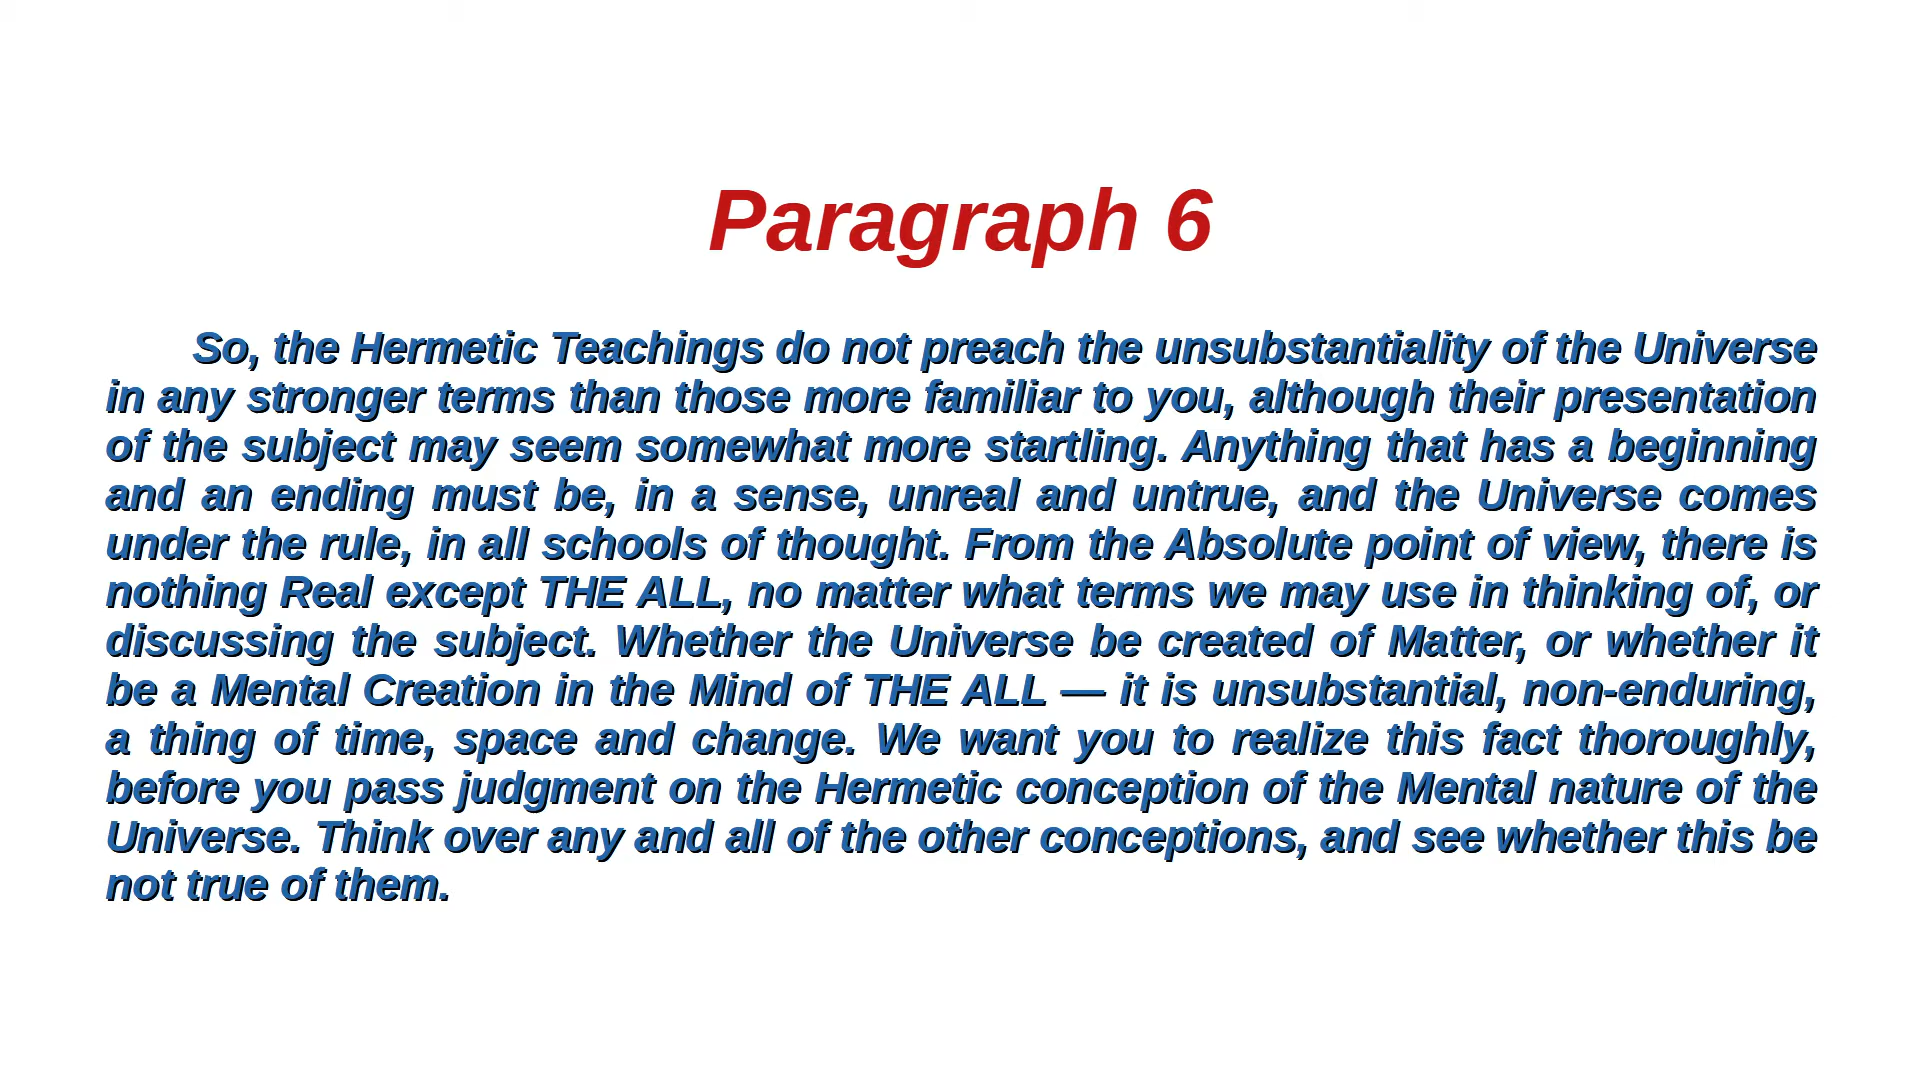 Paragraph 6
So, the Hermetic Teachings do not preach the unsubstantiality of the Universe
in any stronger terms than those more familiar to you, although their presentation
of the subject may seem somewhat more startling. Anything that has a beginning
and an ending must be, in a sense, unreal and untrue, and the Universe comes
under the rule, in all schools of thought. From the Absolute point of view, there is
nothing Real except THE ALL, no matter what terms we may use in thinking of, or
discussing the subject. Whether the Universe be created of Matter, or whether it
be a Mental Creation in the Mind of THE ALL — it is unsubstantial, non-enduring,
a thing of time, space and change. We want you to realize this fact thoroughly,
before you pass judgment on the Hermetic conception of the Mental nature of the
Universe. Think over any and all of the other conceptions, and see whether this be
not true of them.